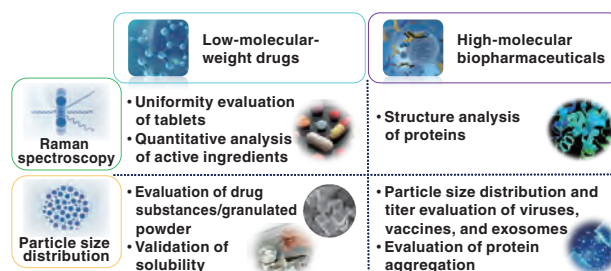 Low-molecular-
weight drugs
High-molecular
biopharmaceuticals
Raman
spectroscopy
• Uniformity evaluation
of tablets
• Quantitative analysis
of active ingredients
• Structure analysis
of proteins
Particle size
distribution
• Evaluation of drug
substances/granulated
powder
• Validation of
solubility
• Particle size distribution and
titer evaluation of viruses,
vaccines, and exosomes
• Evaluation of protein
aggregation